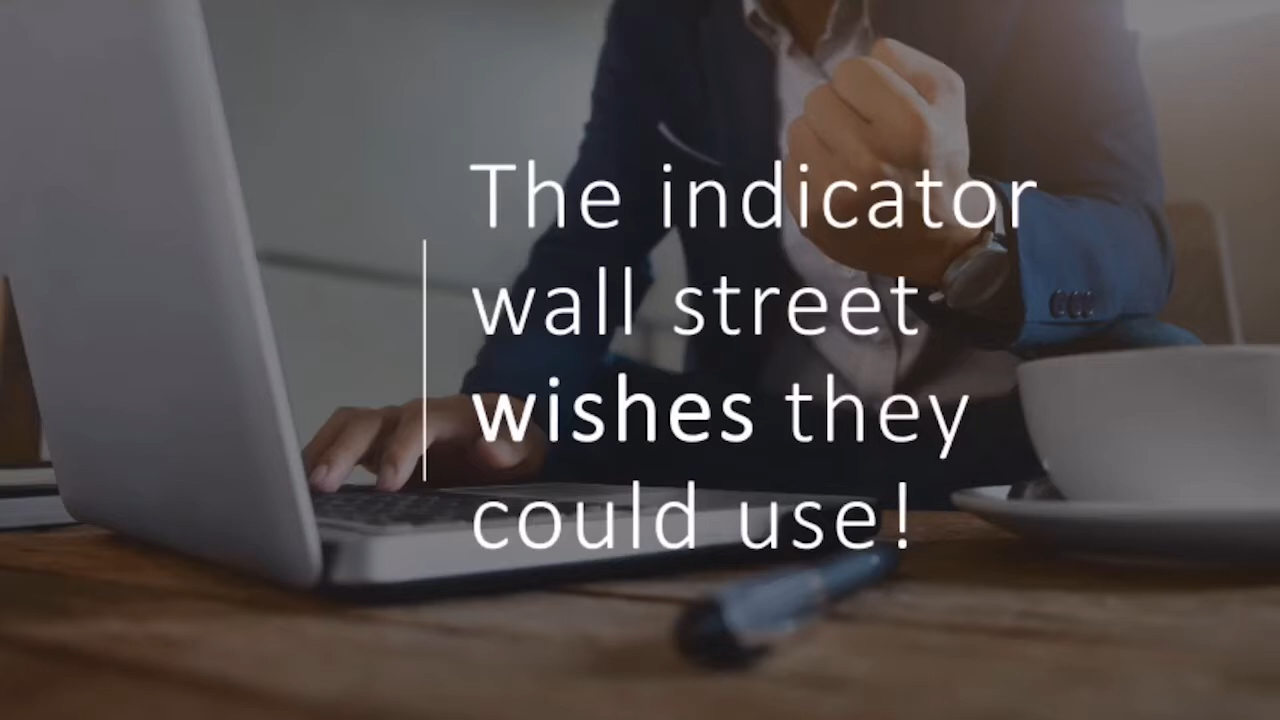 The indicator
wall street
wishes they
could use!